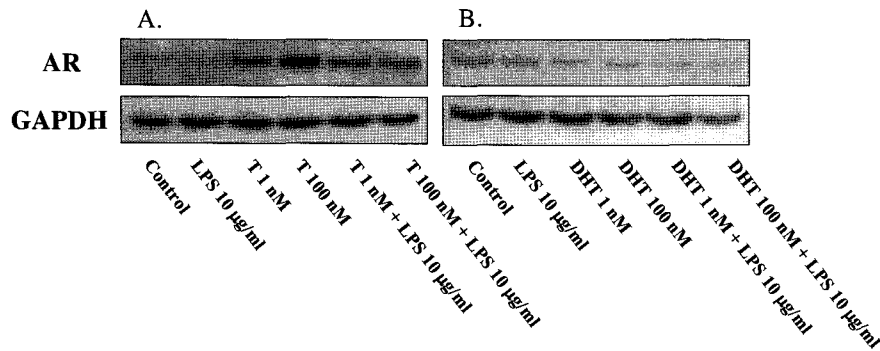 A.
B.
AR
GAPDH
Control
LPS 10 µg/ml
T 1 nM
T 100 nM
T 1 nM + LPS 10 µg/ml
T 100 nM + LPS 10 µg/ml
Control
LPS 10 µg/ml
DHT 1 nM
DHT 100 nM
DHT 1 nM + LPS 10 µg/ml
DHT 100 nM + LPS 10 µg/ml